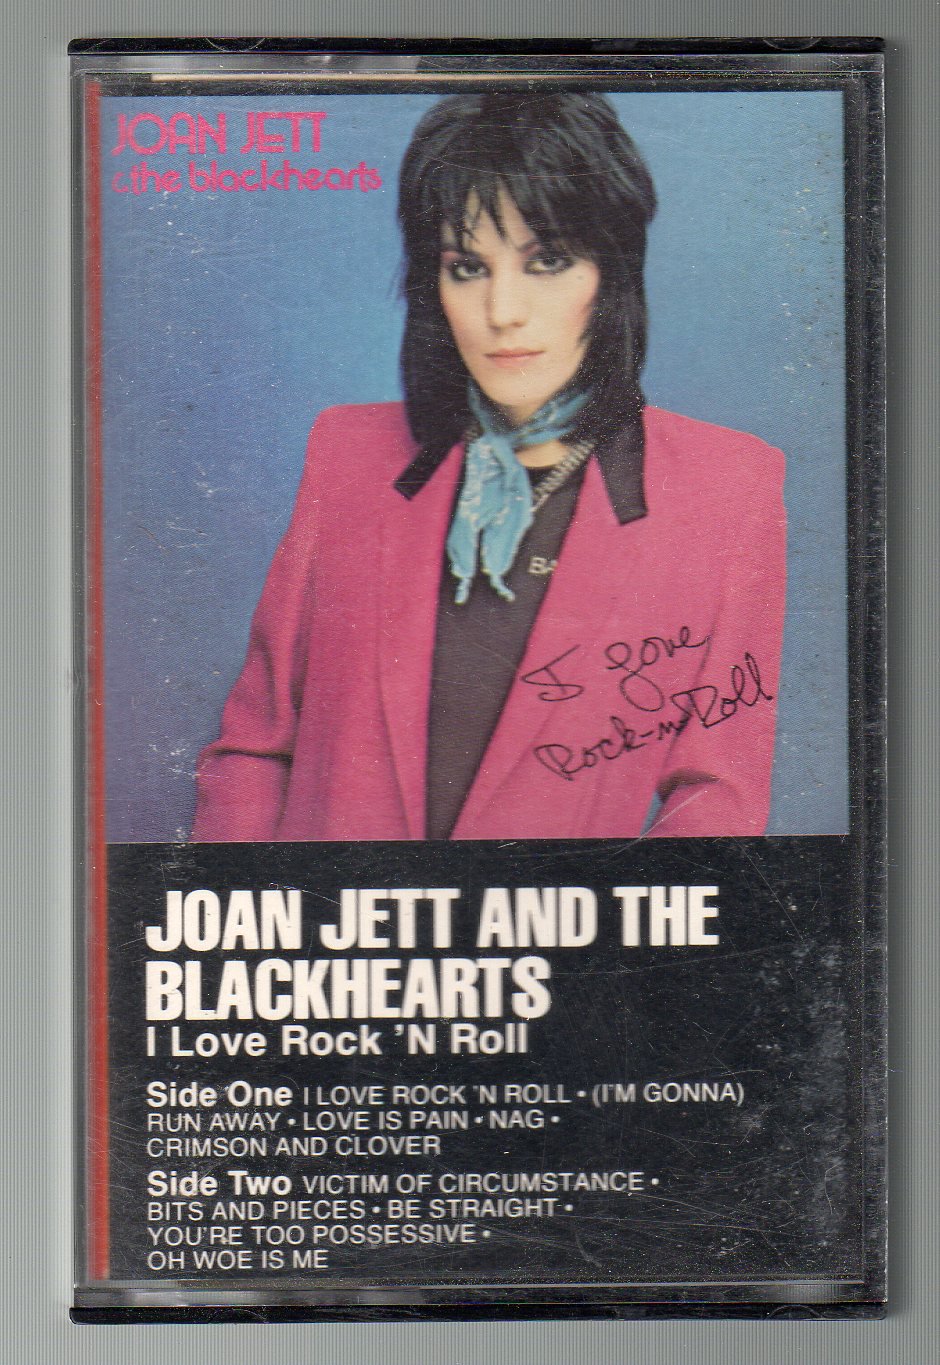 JOAN JETT
& the blackhearts
BA
I Love
Rock-n-Roll
JOAN JETT AND THE
BLACKHEARTS
I Love Rock 'N Roll
Side One I LOVE ROCK 'N ROLL • (I'M GONNA)
RUN AWAY • LOVE IS PAIN • NAG •
CRIMSON AND CLOVER
Side Two VICTIM OF CIRCUMSTANCE •
BITS AND PIECES • BE STRAIGHT •
YOU'RE TOO POSSESSIVE •
OH WOE IS ME